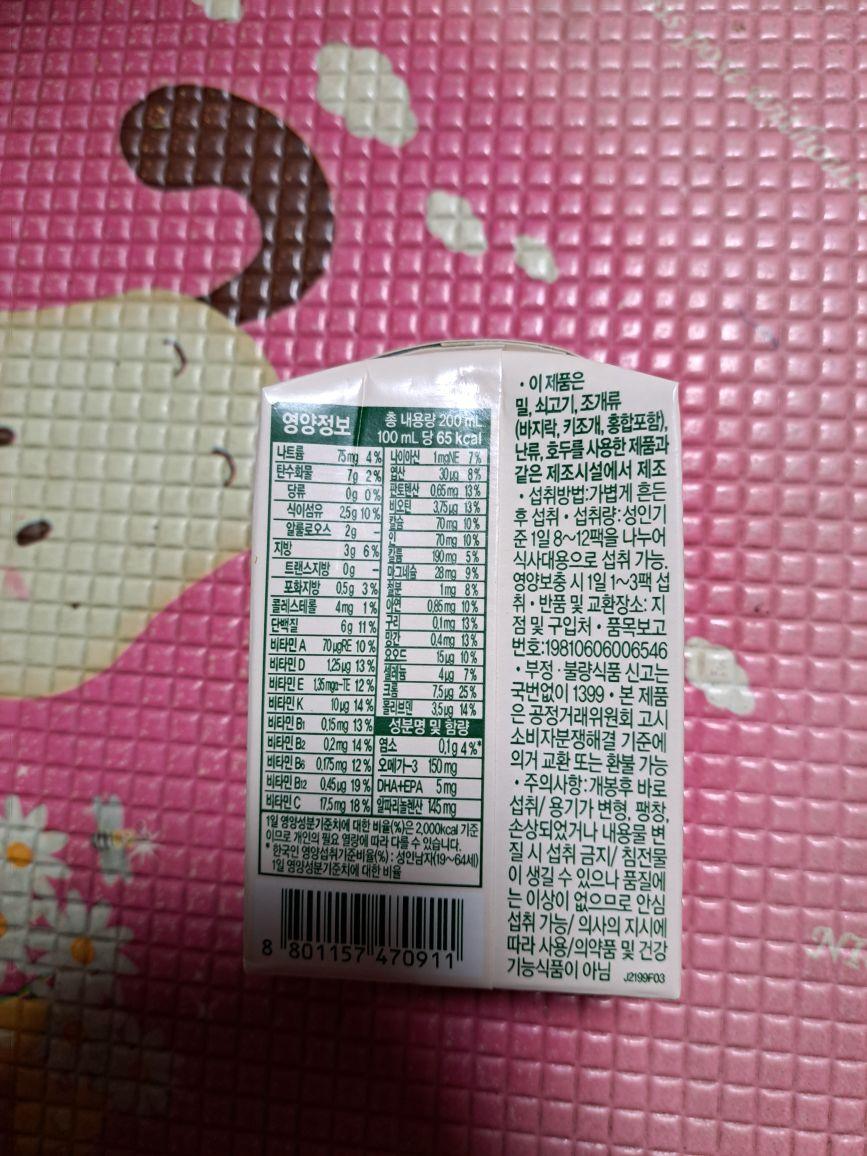 영양정보
총 내용량 200 mL
100 mL 당 65 kcal
나트륨 75 mg 4%
탄수화물 7g 2%
당류 0g 0%
식이섬유 2.5g 10%
알룰로오스 2g -
지방 3g 6%
트랜스지방 0g -
포화지방 0.5g 3%
콜레스테롤 4mg 1%
단백질 6g 11%
비타민 A 70 µgRE 10%
비타민 D 1.25 µg 13%
비타민 E 1.35 mgα-TE 12%
비타민 K 10 µg 14%
비타민 B1 0.15 mg 13%
비타민 B2 0.2 mg 14%
비타민 B6 0.175 mg 12%
비타민 B12 0.45 µg 19%
비타민 C 17.5 mg 18%
나이아신 1 mgNE 7%
엽산 30 µg 8%
판토텐산 0.65 mg 13%
비오틴 3.75 µg 13%
칼슘 70 mg 10%
인 70 mg 10%
칼륨 190 mg 5%
마그네슘 28 mg 9%
철분 1 mg 8%
아연 0.85 mg 10%
구리 0.1 mg 13%
망간 0.4 mg 13%
요오드 15 µg 10%
셀레늄 4 µg 7%
크롬 7.5 µg 25%
몰리브덴 3.5 µg 14%
성분명 및 함량
염소 0.1g 4%*
오메가-3 150 mg
DHA+EPA 5 mg
알파리놀렌산 145 mg
1일 영양성분기준치에 대한 비율(%)은 2,000kcal 기준
이므로 개인의 필요 열량에 따라 다를 수 있습니다.
* 한국인 영양섭취기준비율(%) : 성인남자(19~64세)
1일 영양성분기준치에 대한 비율
8 801157 470911
• 이 제품은
밀, 쇠고기, 조개류
(바지락, 키조개, 홍합포함),
난류, 호두를 사용한 제품과
같은 제조시설에서 제조
• 섭취방법:가볍게 흔든
후 섭취 • 섭취량:성인기
준 1일 8~12팩을 나누어
식사대용으로 섭취 가능,
영양보충 시 1일 1~3팩 섭
취 • 반품 및 교환장소: 지
점 및 구입처 • 품목보고
번호:19810606006546
• 부정 · 불량식품 신고는
국번없이 1399 • 본 제품
은 공정거래위원회 고시
소비자분쟁해결 기준에
의거 교환 또는 환불 가능
• 주의사항:개봉후 바로
섭취/ 용기가 변형, 팽창,
손상되었거나 내용물 변
질 시 섭취 금지/ 침전물
이 생길 수 있으나 품질에
는 이상이 없으므로 안심
섭취 가능/ 의사의 지시에
따라 사용/의약품 및 건강
기능식품이 아님 J2199F03